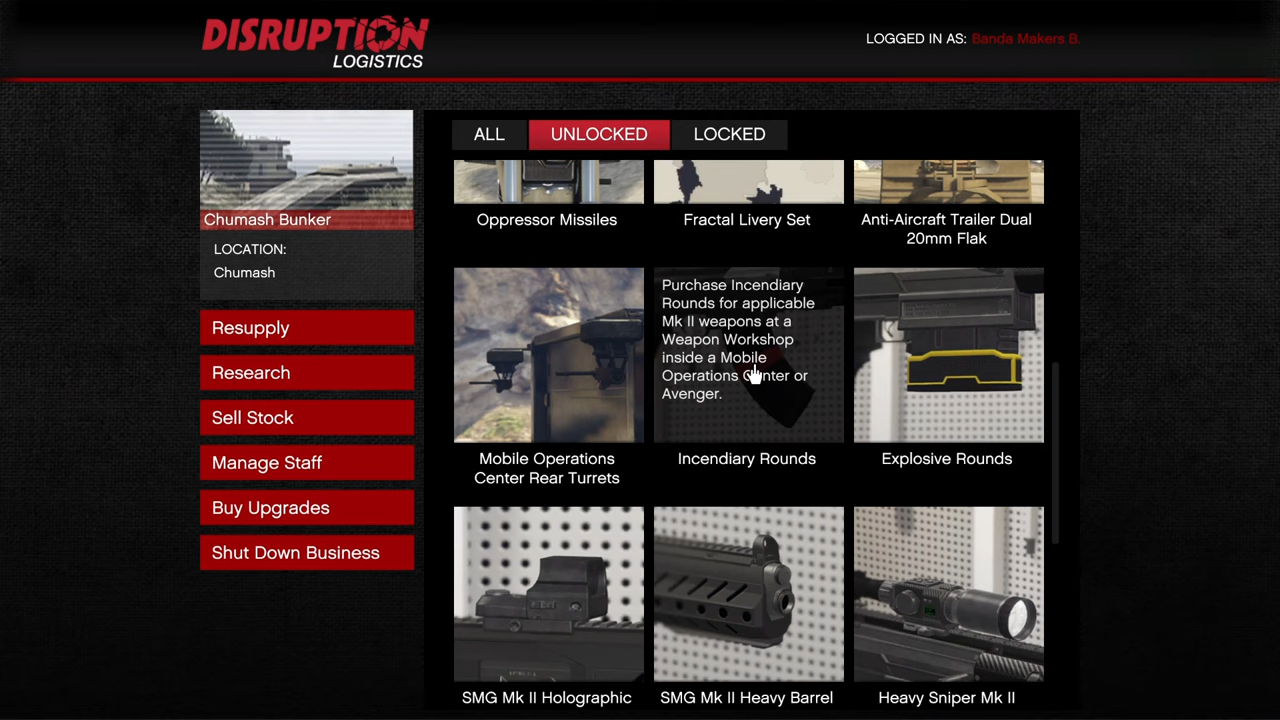 DISRUPTION
LOGISTICS
LOGGED IN AS: Banda Makers B.
Chumash Bunker
LOCATION:
Chumash
Resupply
Research
Sell Stock
Manage Staff
Buy Upgrades
Shut Down Business
ALL
UNLOCKED
LOCKED
Oppressor Missiles
Fractal Livery Set
Anti-Aircraft Trailer Dual
20mm Flak
Mobile Operations
Center Rear Turrets
Purchase Incendiary
Rounds for applicable
Mk II weapons at a
Weapon Workshop
inside a Mobile
Operations Center or
Avenger.
Incendiary Rounds
Explosive Rounds
SMG Mk II Holographic
SMG Mk II Heavy Barrel
Heavy Sniper Mk II